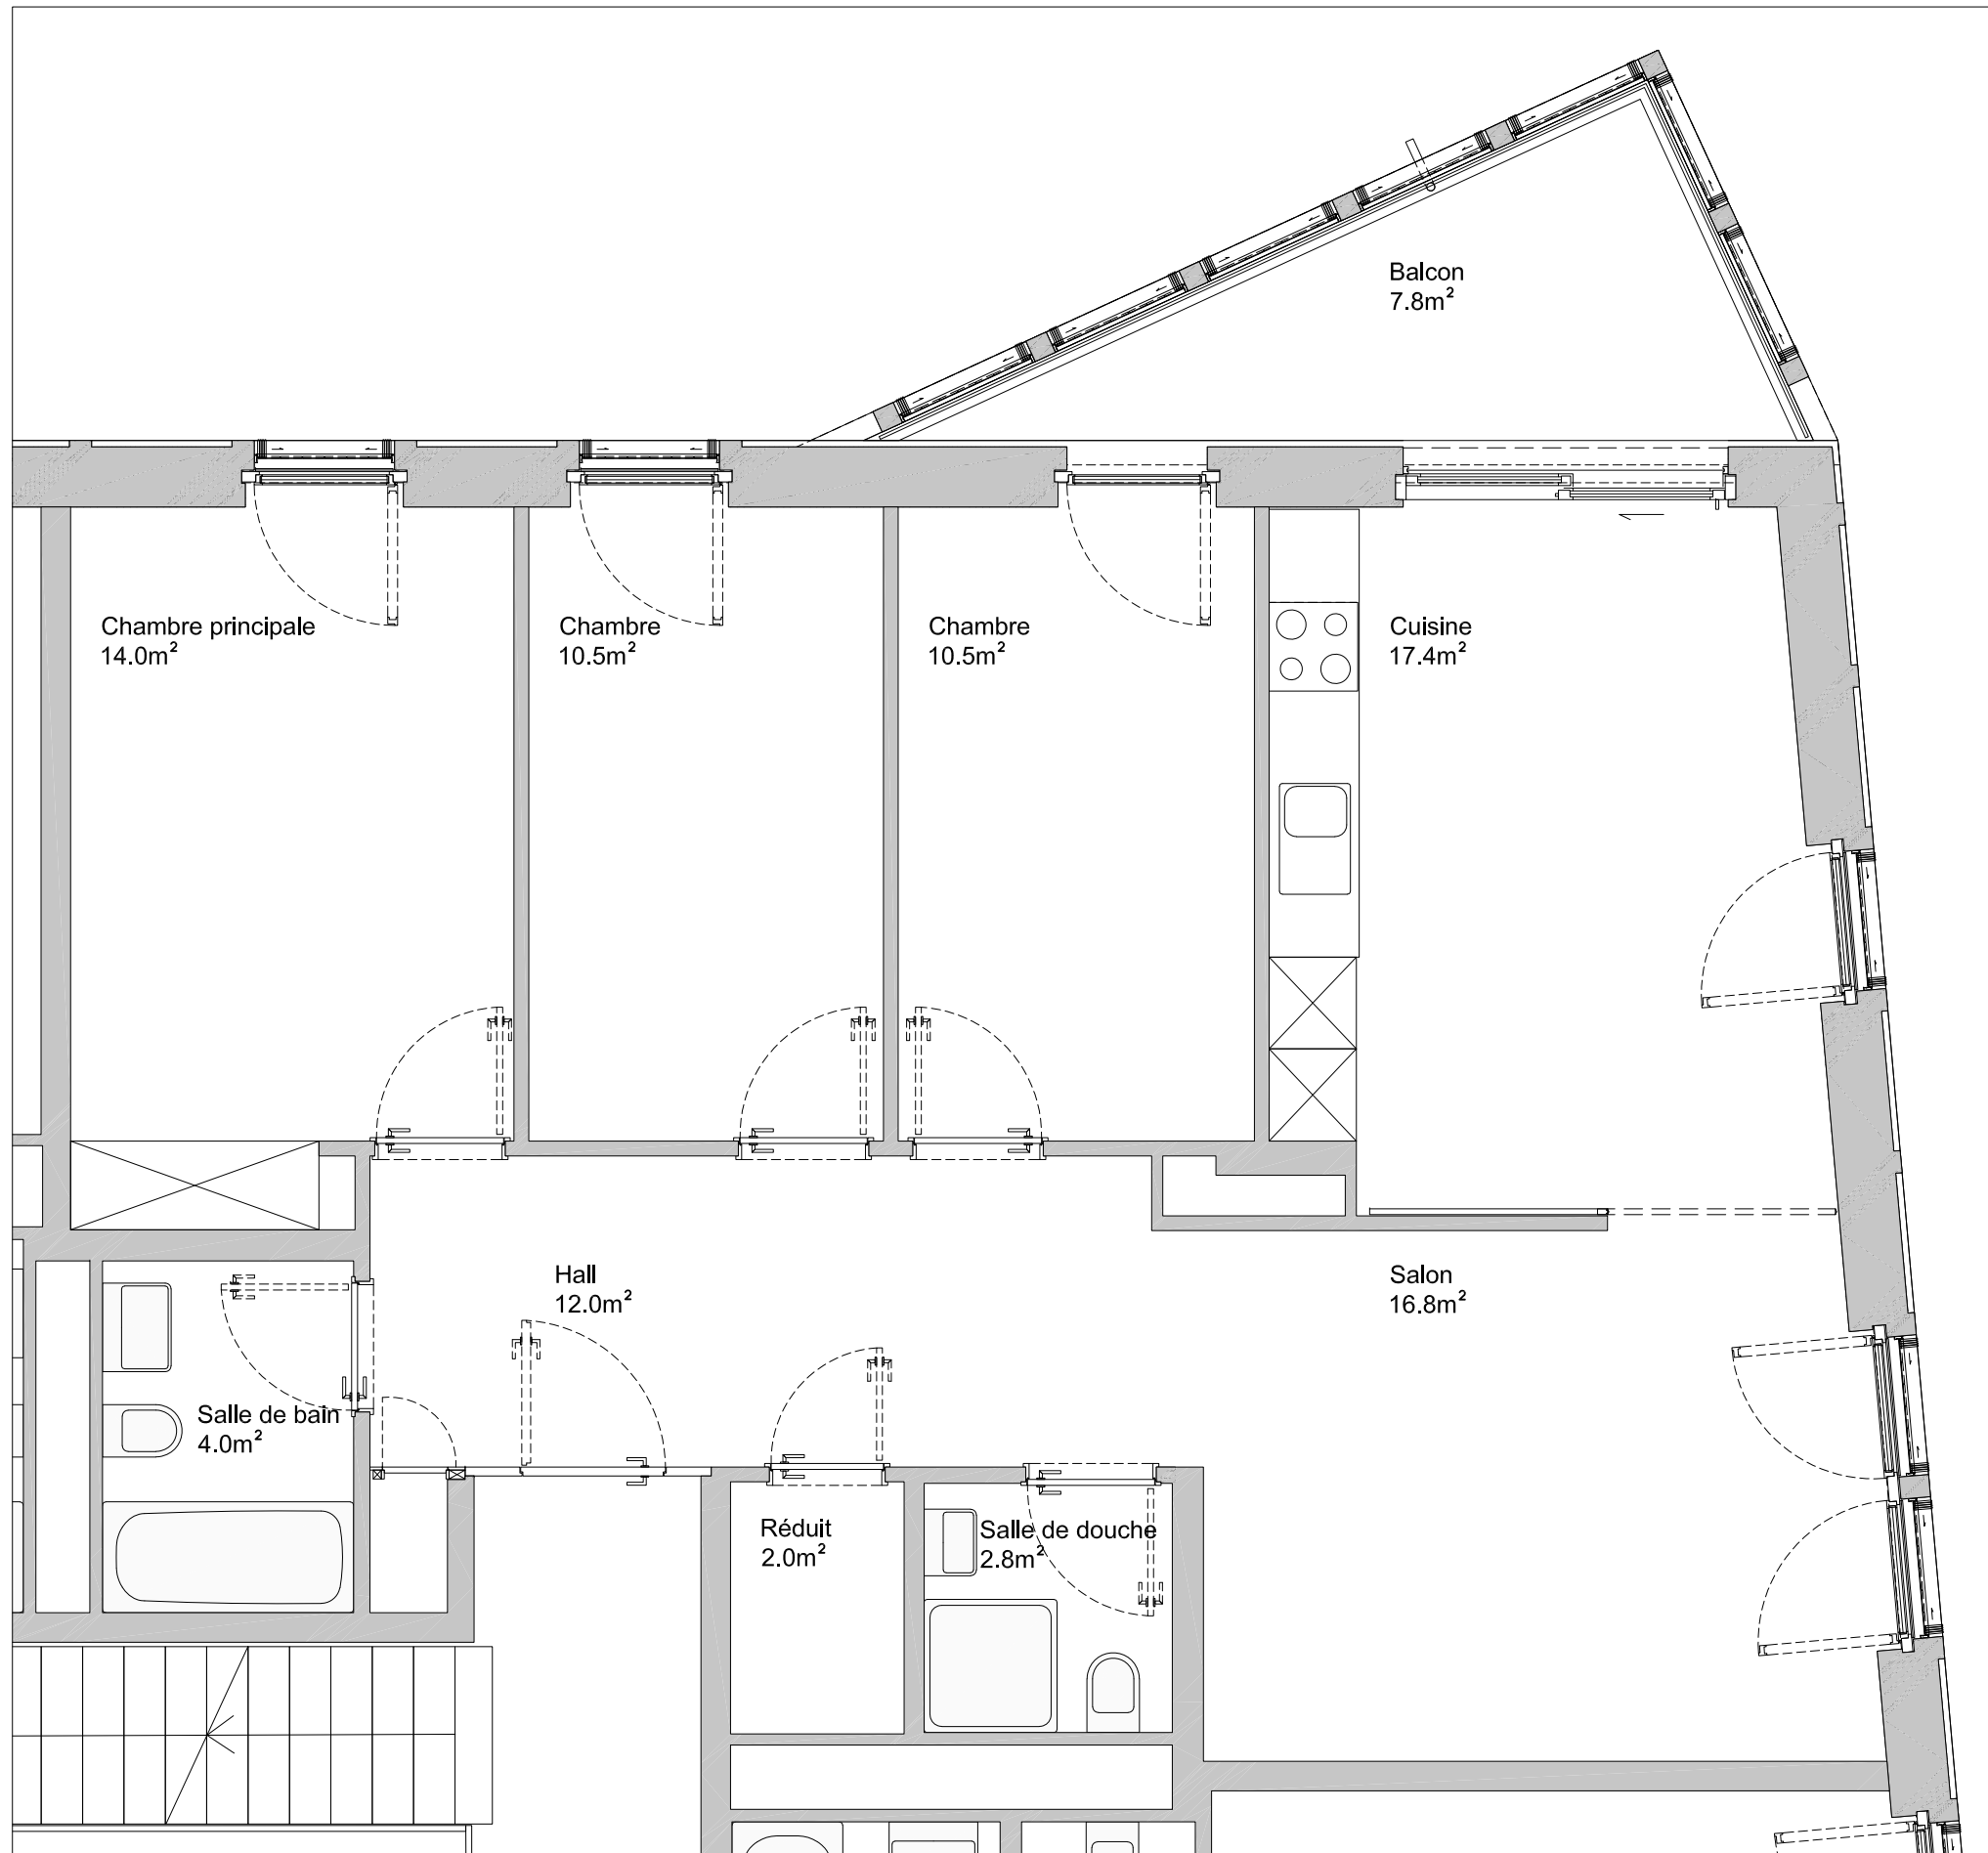 Balcon
7.8m²
Chambre principale
14.0m²
Chambre
10.5m²
Chambre
10.5m²
Cuisine
17.4m²
Hall
12.0m²
Salon
16.8m²
Salle de bain
4.0m²
Réduit
2.0m²
Salle de douche
2.8m²